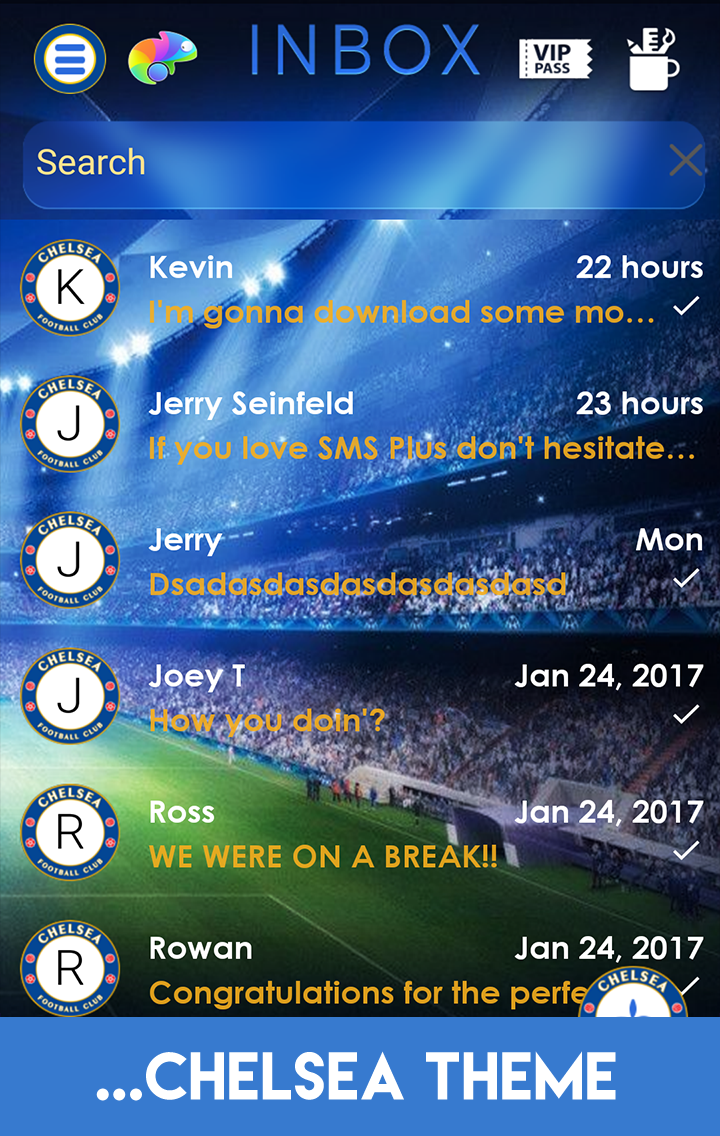 INBOX
VIP
PASS
Search
CHELSEA
K
FOOTBALL CLUB
Kevin
22 hours
I'm gonna download some mo...
CHELSEA
J
FOOTBALL CLUB
Jerry Seinfeld
23 hours
If you love SMS Plus don't hesitate...
CHELSEA
J
FOOTBALL CLUB
Jerry
Mon
Dsadasdasdasdasdasdasd
CHELSEA
J
FOOTBALL CLUB
Joey T
Jan 24, 2017
How you doin'?
CHELSEA
R
FOOTBALL CLUB
Ross
Jan 24, 2017
WE WERE ON A BREAK!!
CHELSEA
R
FOOTBALL CLUB
Rowan
Jan 24, 2017
Congratulations for the perfe
CHELSEA
...CHELSEA THEME